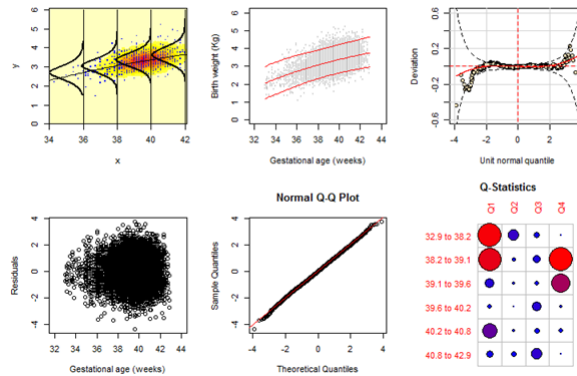 6
5
4
3
2
1
0
y
34
36
38
40
42
x
6
5
4
3
2
1
0
Birth weight (Kg)
32
34
36
38
40
42
44
Gestational age (weeks)
0.6
0.2
-0.2
-0.6
Deviation
-4
-2
0
2
Unit normal quantile
4
2
0
-2
-4
Residuals
32
34
36
38
40
42
44
Gestational age (weeks)
Normal Q-Q Plot
4
2
0
-2
-4
Sample Quantiles
-4
-2
0
2
4
Theoretical Quantiles
Q-Statistics
Q1
Q2
Q3
Q4
32.9 to 38.2
38.2 to 39.1
39.1 to 39.6
39.6 to 40.2
40.2 to 40.8
40.8 to 42.9